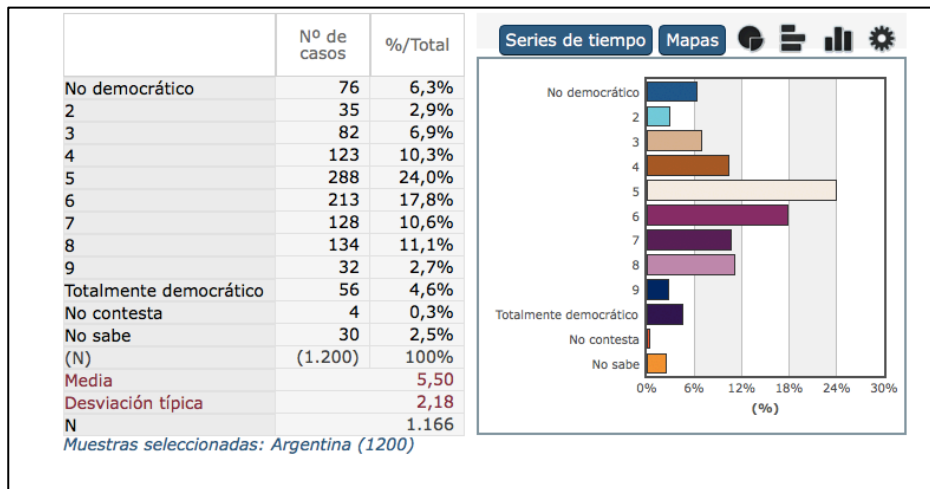 Nº de casos %/Total
No democrático 76 6,3%
2 35 2,9%
3 82 6,9%
4 123 10,3%
5 288 24,0%
6 213 17,8%
7 128 10,6%
8 134 11,1%
9 32 2,7%
Totalmente democrático 56 4,6%
No contesta 4 0,3%
No sabe 30 2,5%
(N) (1.200) 100%
Media 5,50
Desviación típica 2,18
N 1.166
Muestras seleccionadas: Argentina (1200)
Series de tiempo Mapas
No democrático
2
3
4
5
6
7
8
9
Totalmente democrático
No contesta
No sabe
0% 6% 12% 18% 24% 30%
(%)